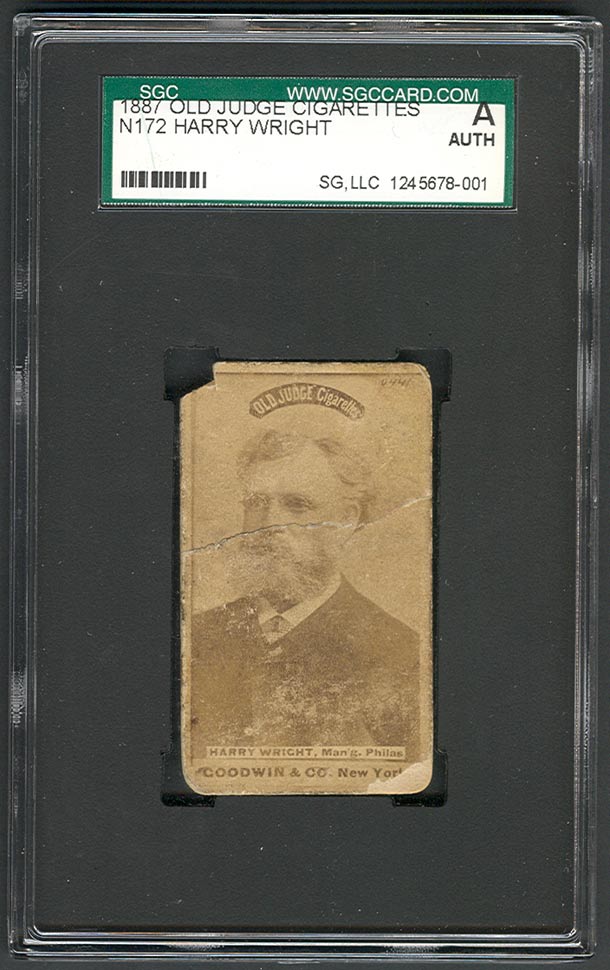 SGC WWW.SGCCARD.COM
1887 OLD JUDGE CIGARETTES A
N172 HARRY WRIGHT AUTH
SG,LLC 1245678-001
OLD JUDGE Cigarettes
HARRY WRIGHT, Man'g. Philas
GOODWIN & CO. New York